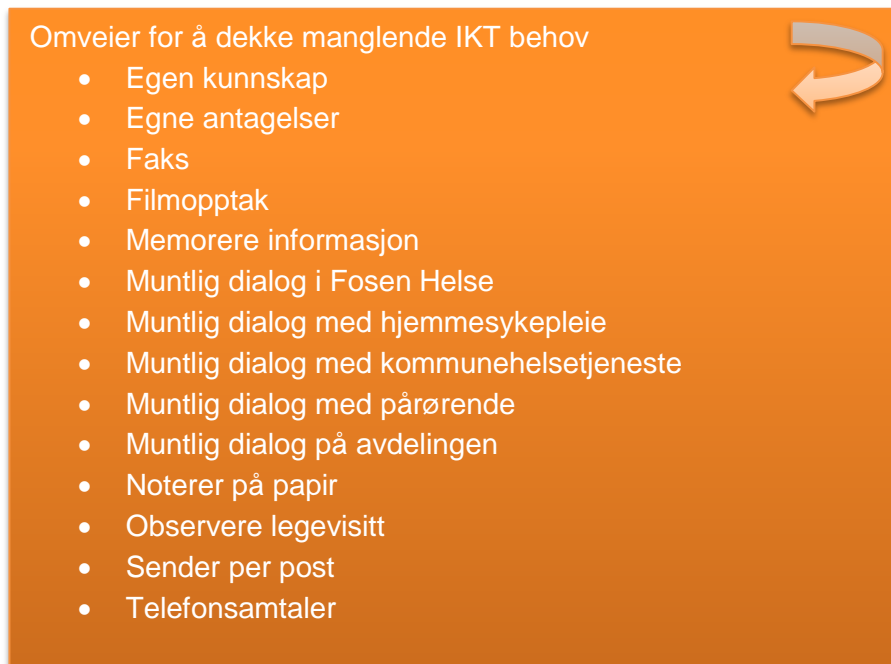 Omveier for å dekke manglende IKT behov
• Egen kunnskap
• Egne antagelser
• Faks
• Filmopptak
• Memorere informasjon
• Muntlig dialog i Fosen Helse
• Muntlig dialog med hjemmesykepleie
• Muntlig dialog med kommunehelsetjeneste
• Muntlig dialog med pårørende
• Muntlig dialog på avdelingen
• Noterer på papir
• Observere legevisitt
• Sender per post
• Telefonsamtaler